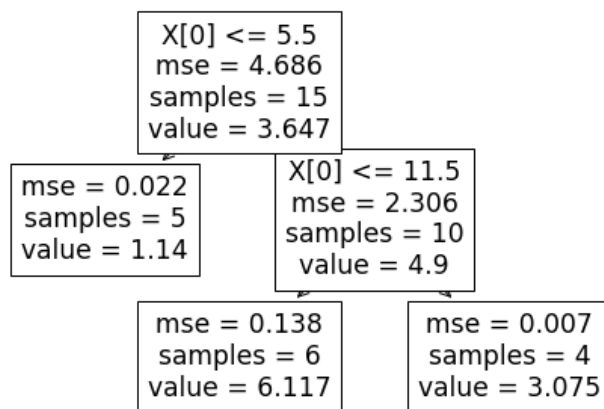 X[0] <= 5.5
mse = 4.686
samples = 15
value = 3.647
mse = 0.022
samples = 5
value = 1.14
X[0] <= 11.5
mse = 2.306
samples = 10
value = 4.9
mse = 0.138
samples = 6
value = 6.117
mse = 0.007
samples = 4
value = 3.075